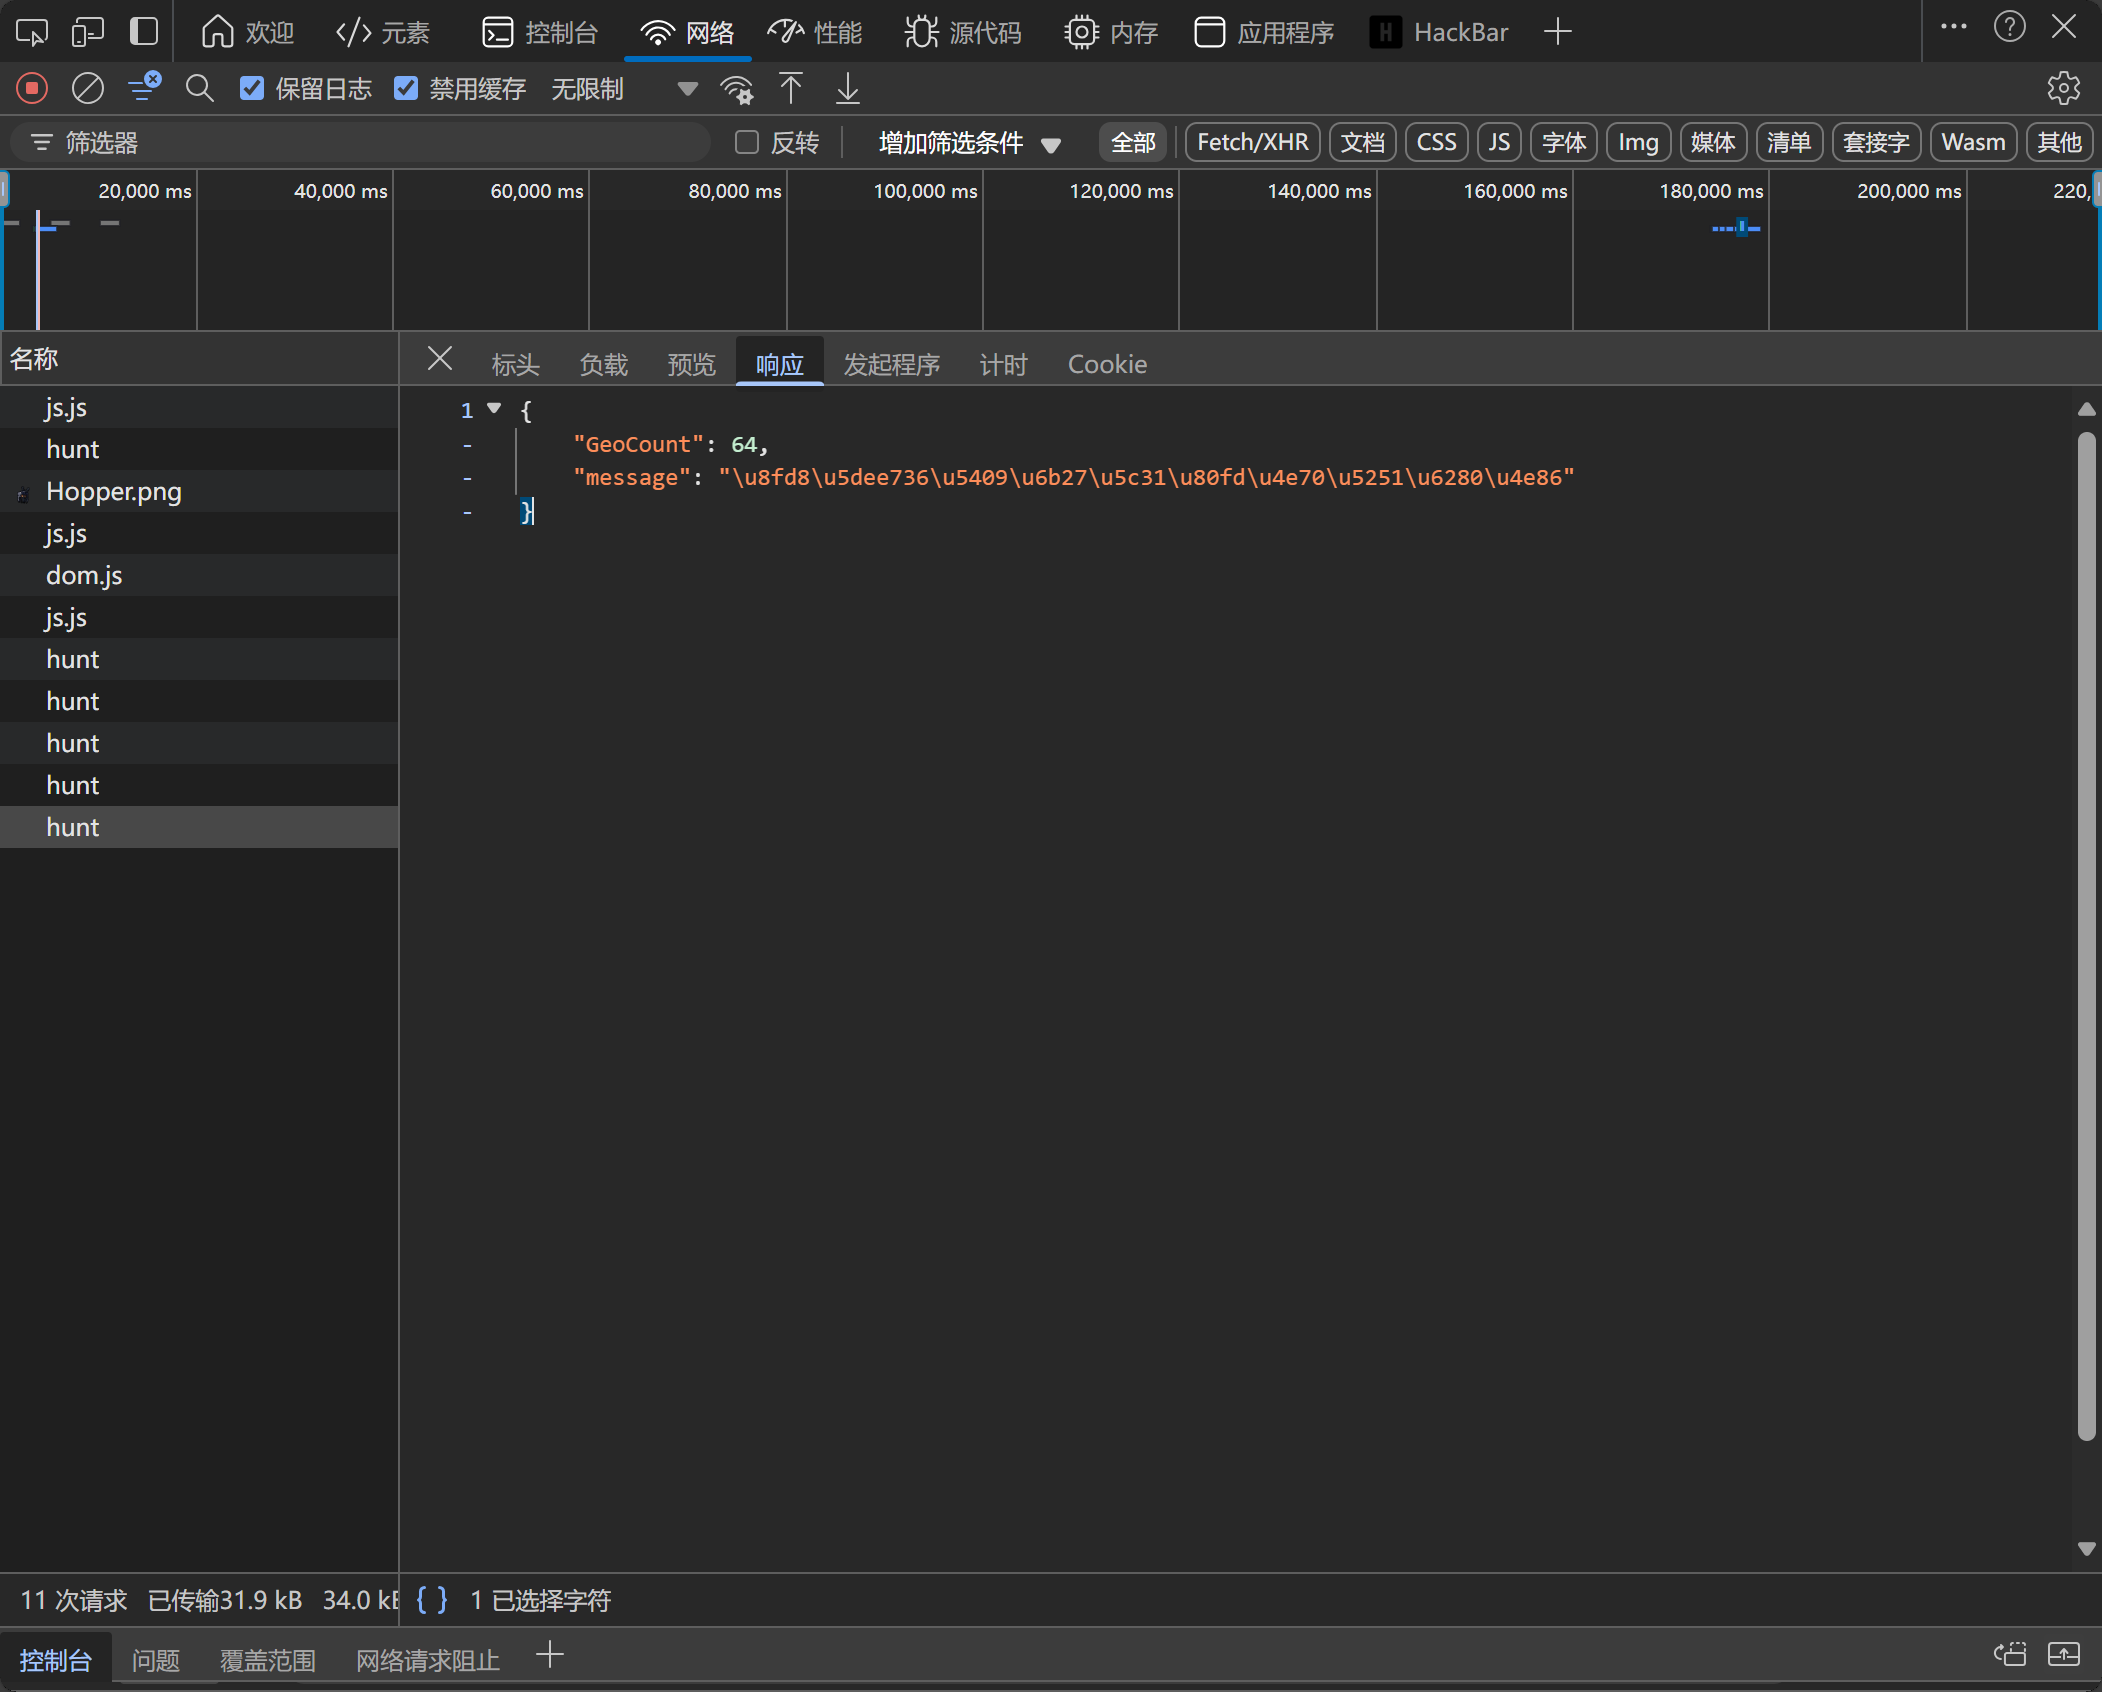 欢迎 元素 控制台 网络 性能 源代码 内存 应用程序 HackBar
保留日志 禁用缓存 无限制
筛选器 反转 增加筛选条件 全部 Fetch/XHR 文档 CSS JS 字体 Img 媒体 清单 套接字 Wasm 其他
20,000 ms 40,000 ms 60,000 ms 80,000 ms 100,000 ms 120,000 ms 140,000 ms 160,000 ms 180,000 ms 200,000 ms 220,
名称
js.js
hunt
Hopper.png
js.js
dom.js
js.js
hunt
hunt
hunt
hunt
hunt
标头 负载 预览 响应 发起程序 计时 Cookie
1 {
- "GeoCount": 64,
- "message": "\u8fd8\u5dee736\u5409\u6b27\u5c31\u80fd\u4e70\u5251\u6280\u4e86"
- }
11 次请求 已传输31.9 kB 34.0 kB { } 1 已选择字符
控制台 问题 覆盖范围 网络请求阻止